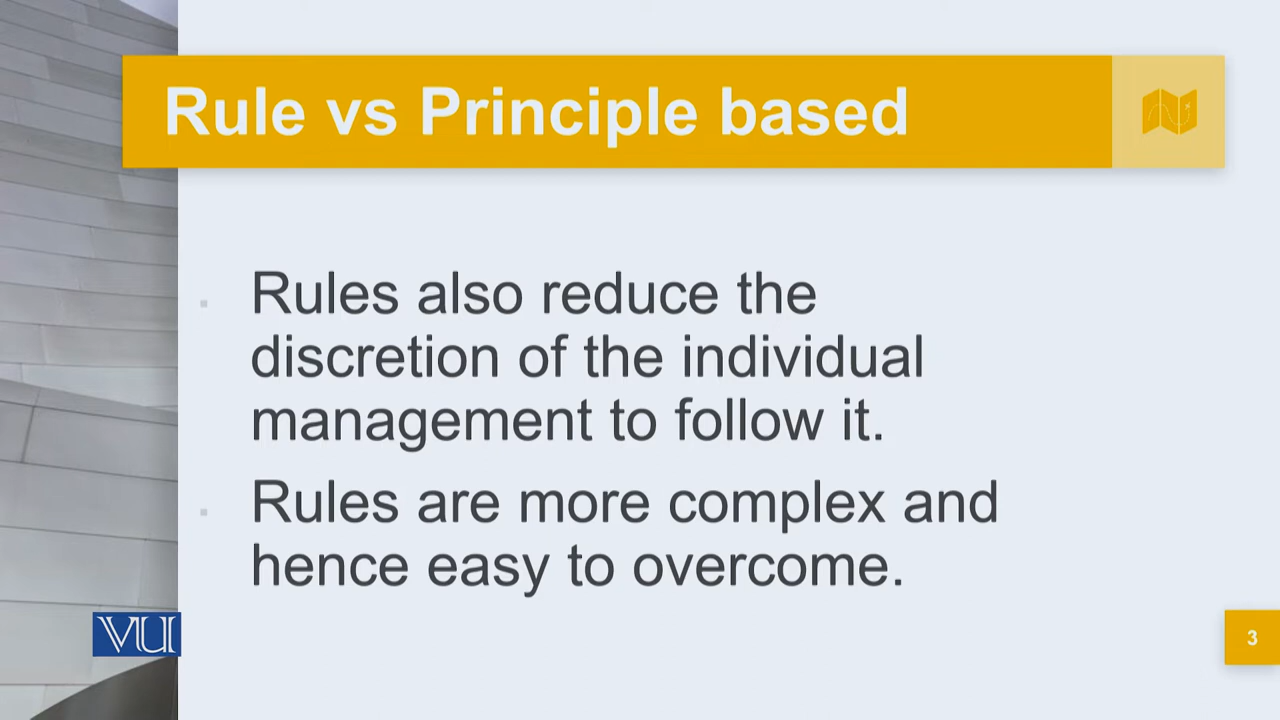 Rule vs Principle based
Rules also reduce the
discretion of the individual
management to follow it.
Rules are more complex and
hence easy to overcome.
VU
3